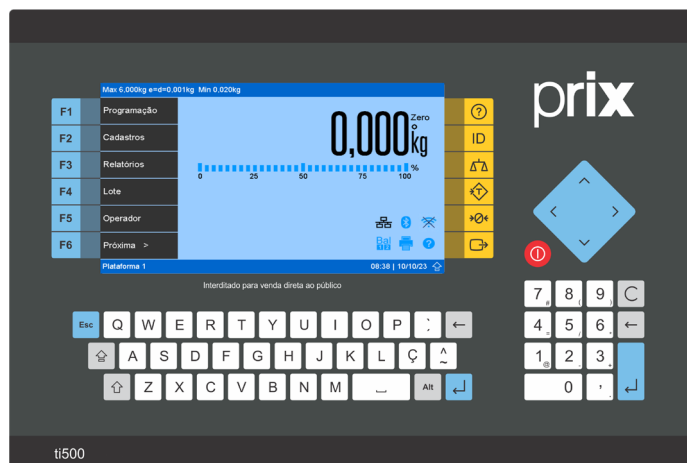 prix
Max 6,000kg e=d=0,001kg Min 0,020kg
F1 Programação
F2 Cadastros ID
F3 Relatórios
F4 Lote T
F5 Operador
F6 Próxima >
Zero
0,000kg
%
0 25 50 75 100
Bal
Plataforma 1 08:38 | 10/10/23
Interditado para venda direta ao público
7 # 8 ( 9 ) C
Esc Q W E R T Y U I O P 4 = 5 / 6
A S D F G H J K L Ç ^ ~ 1 @ 2 3
Z X C V B N M Alt 0 ,
ti500